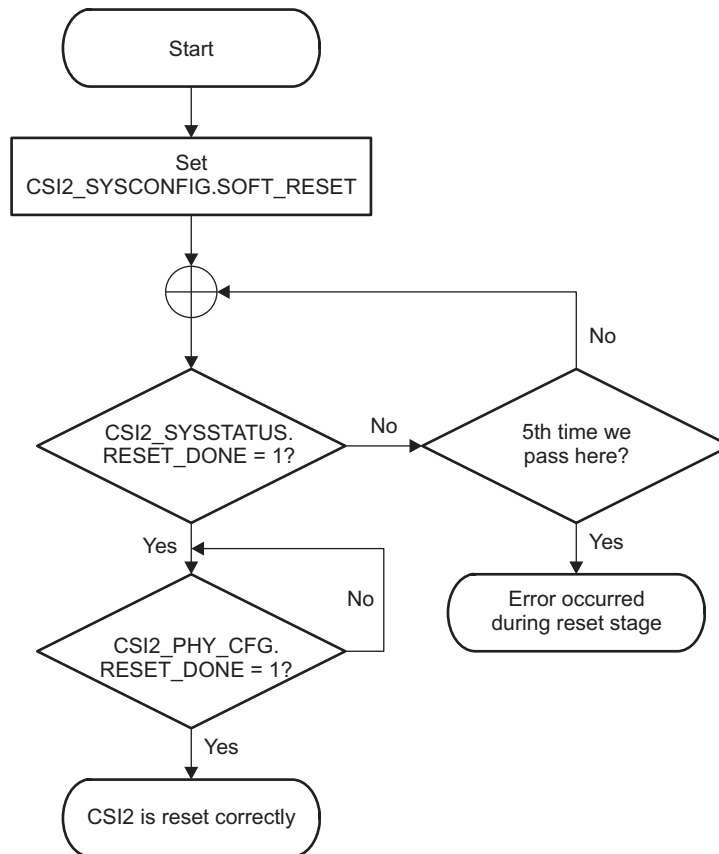 Start
Set
CSI2_SYSCONFIG.SOFT_RESET
No
CSI2_SYSSTATUS.
RESET_DONE = 1?
No
5th time we
pass here?
Yes
Yes
No
Error occurred
during reset stage
CSI2_PHY_CFG.
RESET_DONE = 1?
Yes
CSI2 is reset correctly